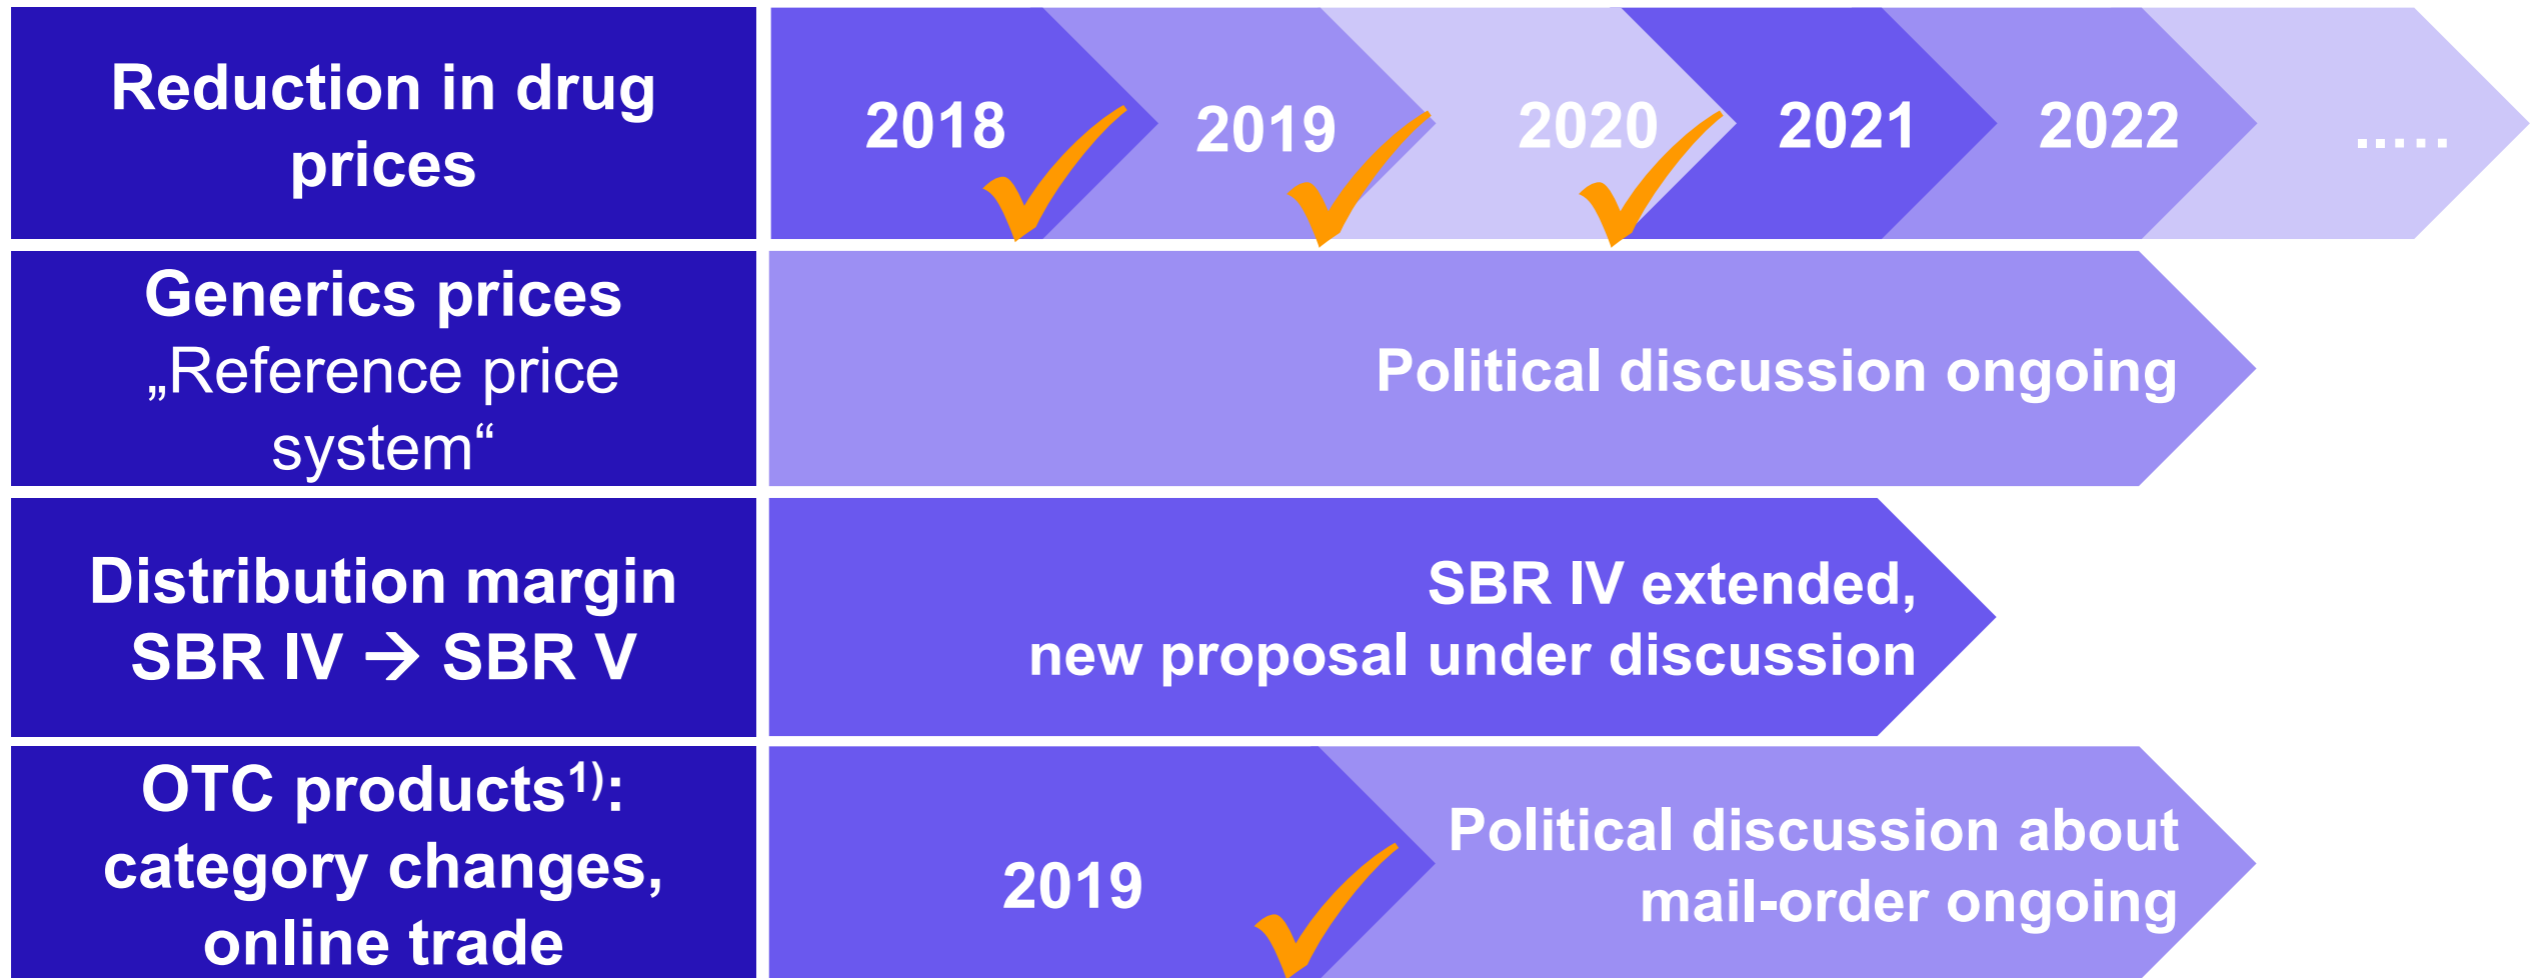 Reduction in drug
prices
2018
2019
2020
2021
2022
.....
Generics prices
„Reference price
system“
Political discussion ongoing
Distribution margin
SBR IV → SBR V
SBR IV extended,
new proposal under discussion
OTC products¹⁾:
category changes,
online trade
2019
Political discussion about
mail-order ongoing